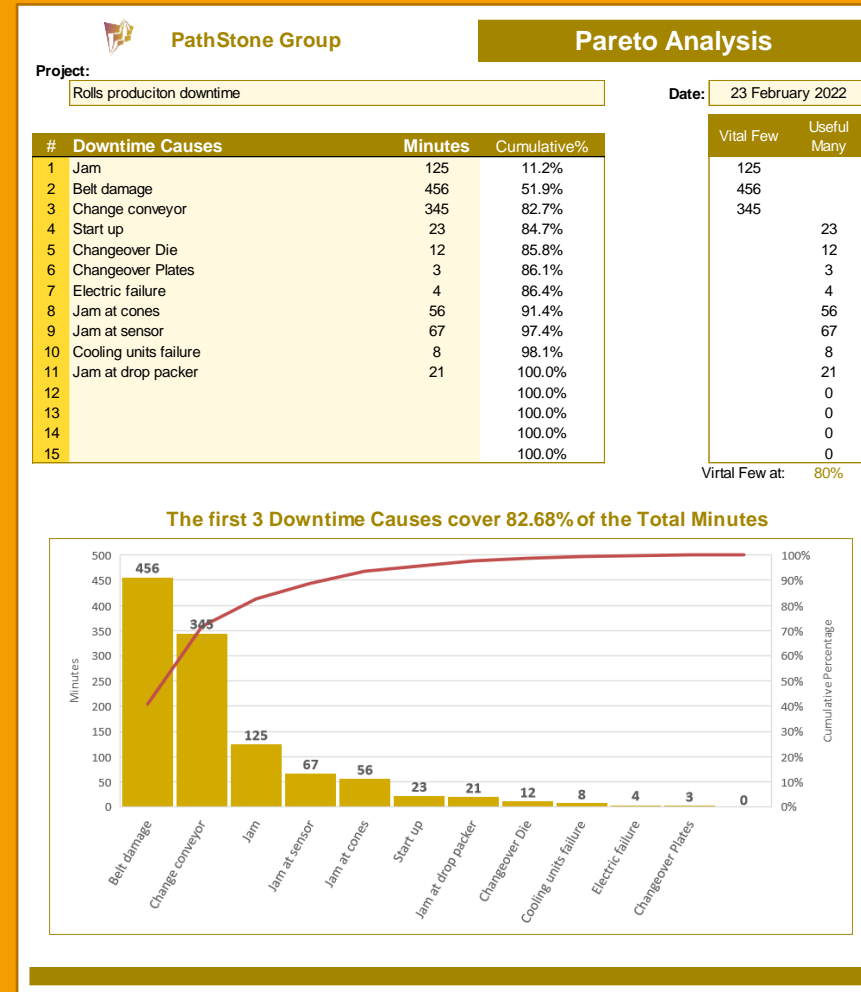 PathStone Group
Pareto Analysis
Project:
Rolls produciton downtime
Date: 23 February 2022
Vital Few Useful Many
# Downtime Causes Minutes Cumulative%
1 Jam 125 11.2% 125
2 Belt damage 456 51.9% 456
3 Change conveyor 345 82.7% 345
4 Start up 23 84.7% 23
5 Changeover Die 12 85.8% 12
6 Changeover Plates 3 86.1% 3
7 Electric failure 4 86.4% 4
8 Jam at cones 56 91.4% 56
9 Jam at sensor 67 97.4% 67
10 Cooling units failure 8 98.1% 8
11 Jam at drop packer 21 100.0% 21
12 100.0% 0
13 100.0% 0
14 100.0% 0
15 100.0% 0
Virtal Few at: 80%
The first 3 Downtime Causes cover 82.68% of the Total Minutes
Minutes
500
450
400
350
300
250
200
150
100
50
0
456
345
125
67
56
23
21
12
8
4
3
0
100%
90%
80%
70%
60%
50%
40%
30%
20%
10%
0%
Cumulative Percentage
Belt damage
Change conveyor
Jam
Jam at sensor
Jam at cones
Start up
Jam at drop packer
Changeover Die
Cooling units failure
Electric failure
Changeover Plates